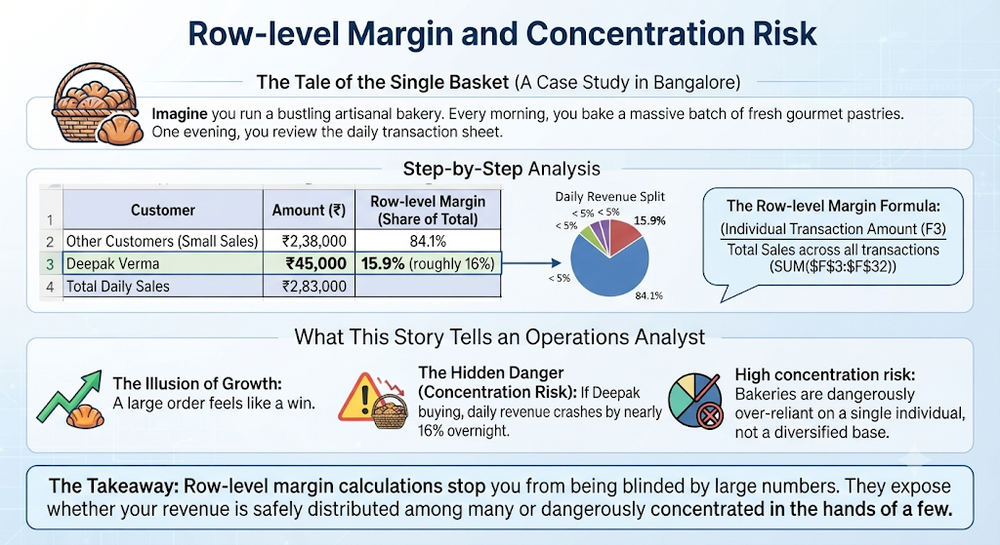 Row-level Margin and Concentration Risk
The Tale of the Single Basket (A Case Study in Bangalore)
Imagine you run a bustling artisanal bakery. Every morning, you bake a massive batch of fresh gourmet pastries.
One evening, you review the daily transaction sheet.
Step-by-Step Analysis
1 Customer Amount (₹) Row-level Margin
(Share of Total)
2 Other Customers (Small Sales) ₹2,38,000 84.1%
3 Deepak Verma ₹45,000 15.9% (roughly 16%)
4 Total Daily Sales ₹2,83,000
Daily Revenue Split
< 5% < 5%
< 5% 15.9%
< 5%
84.1%
The Row-level Margin Formula:
(Individual Transaction Amount (F3)
Total Sales across all transactions
(SUM($F$3:$F$32))
What This Story Tells an Operations Analyst
The Illusion of Growth:
A large order feels like a win.
The Hidden Danger
(Concentration Risk): If Deepak
buying, daily revenue crashes by nearly
16% overnight.
High concentration risk:
Bakeries are dangerously
over-reliant on a single individual,
not a diversified base.
The Takeaway: Row-level margin calculations stop you from being blinded by large numbers. They expose
whether your revenue is safely distributed among many or dangerously concentrated in the hands of a few.